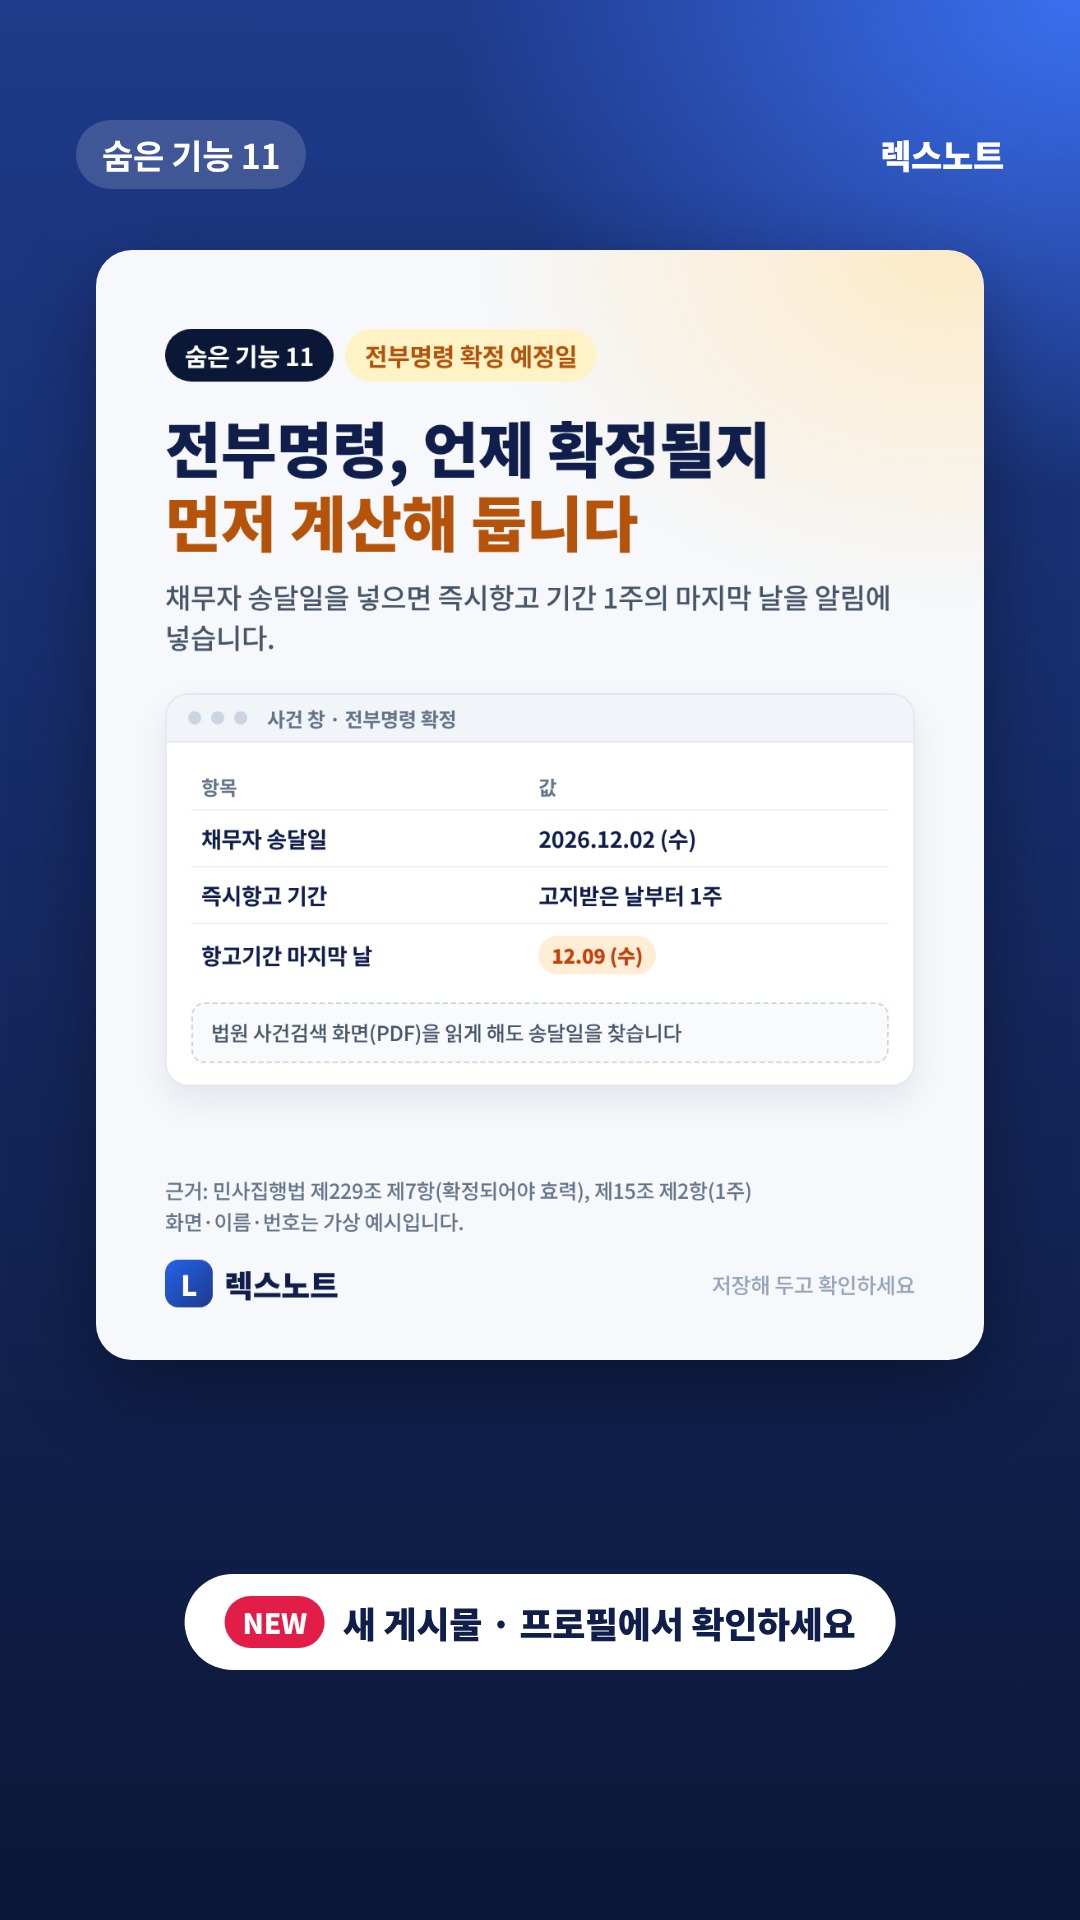 숨은 기능 11
렉스노트
숨은 기능 11
전부명령 확정 예정일
전부명령, 언제 확정될지
먼저 계산해 둡니다
채무자 송달일을 넣으면 즉시항고 기간 1주의 마지막 날을 알림에
넣습니다.
사건 창 · 전부명령 확정
항목 값
채무자 송달일 2026.12.02 (수)
즉시항고 기간 고지받은 날부터 1주
항고기간 마지막 날 12.09 (수)
법원 사건검색 화면(PDF)을 읽게 해도 송달일을 찾습니다
근거: 민사집행법 제229조 제7항(확정되어야 효력), 제15조 제2항(1주)
화면·이름·번호는 가상 예시입니다.
L 렉스노트
저장해 두고 확인하세요
NEW 새 게시물 · 프로필에서 확인하세요